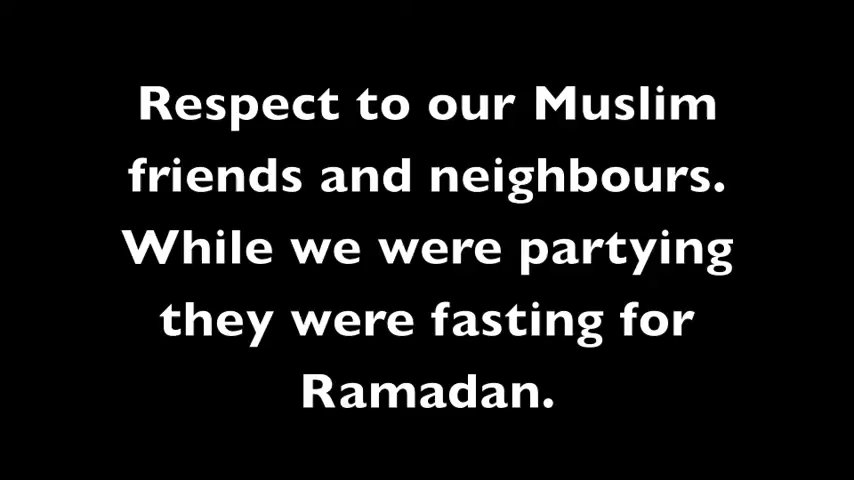 Respect to our Muslim
friends and neighbours.
While we were partying
they were fasting for
Ramadan.